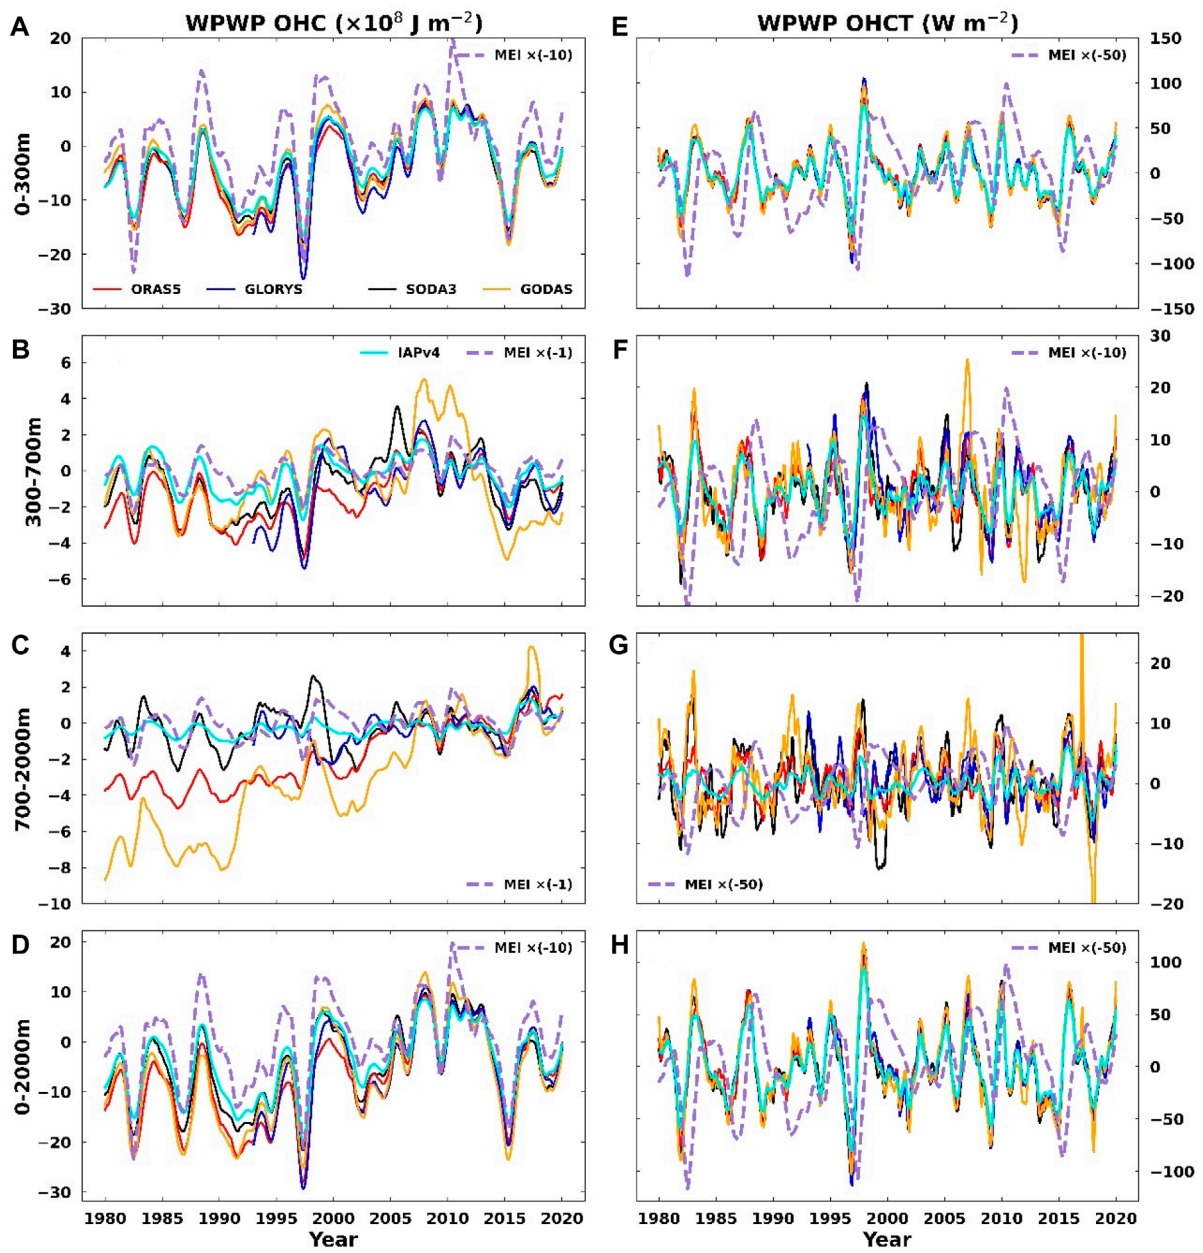 A WPWP OHC (×10⁸ J m⁻²)
E WPWP OHCT (W m⁻²)
0-300m
20
10
0
−10
−20
−30
MEI ×(-10)
ORAS5 GLORYS SODA3 GODAS
MEI ×(-50)
150
100
50
0
−50
−100
−150
B
300-700m
6
4
2
0
−2
−4
−6
IAPv4 MEI ×(-1)
F
MEI ×(-10)
30
20
10
0
−10
−20
C
700-2000m
4
2
0
−2
−4
−6
−8
−10
MEI ×(-1)
G
MEI ×(-50)
20
10
0
−10
−20
D
0-2000m
20
10
0
−10
−20
−30
MEI ×(-10)
1980 1985 1990 1995 2000 2005 2010 2015 2020
Year
H
MEI ×(-50)
100
50
0
−50
−100
1980 1985 1990 1995 2000 2005 2010 2015 2020
Year